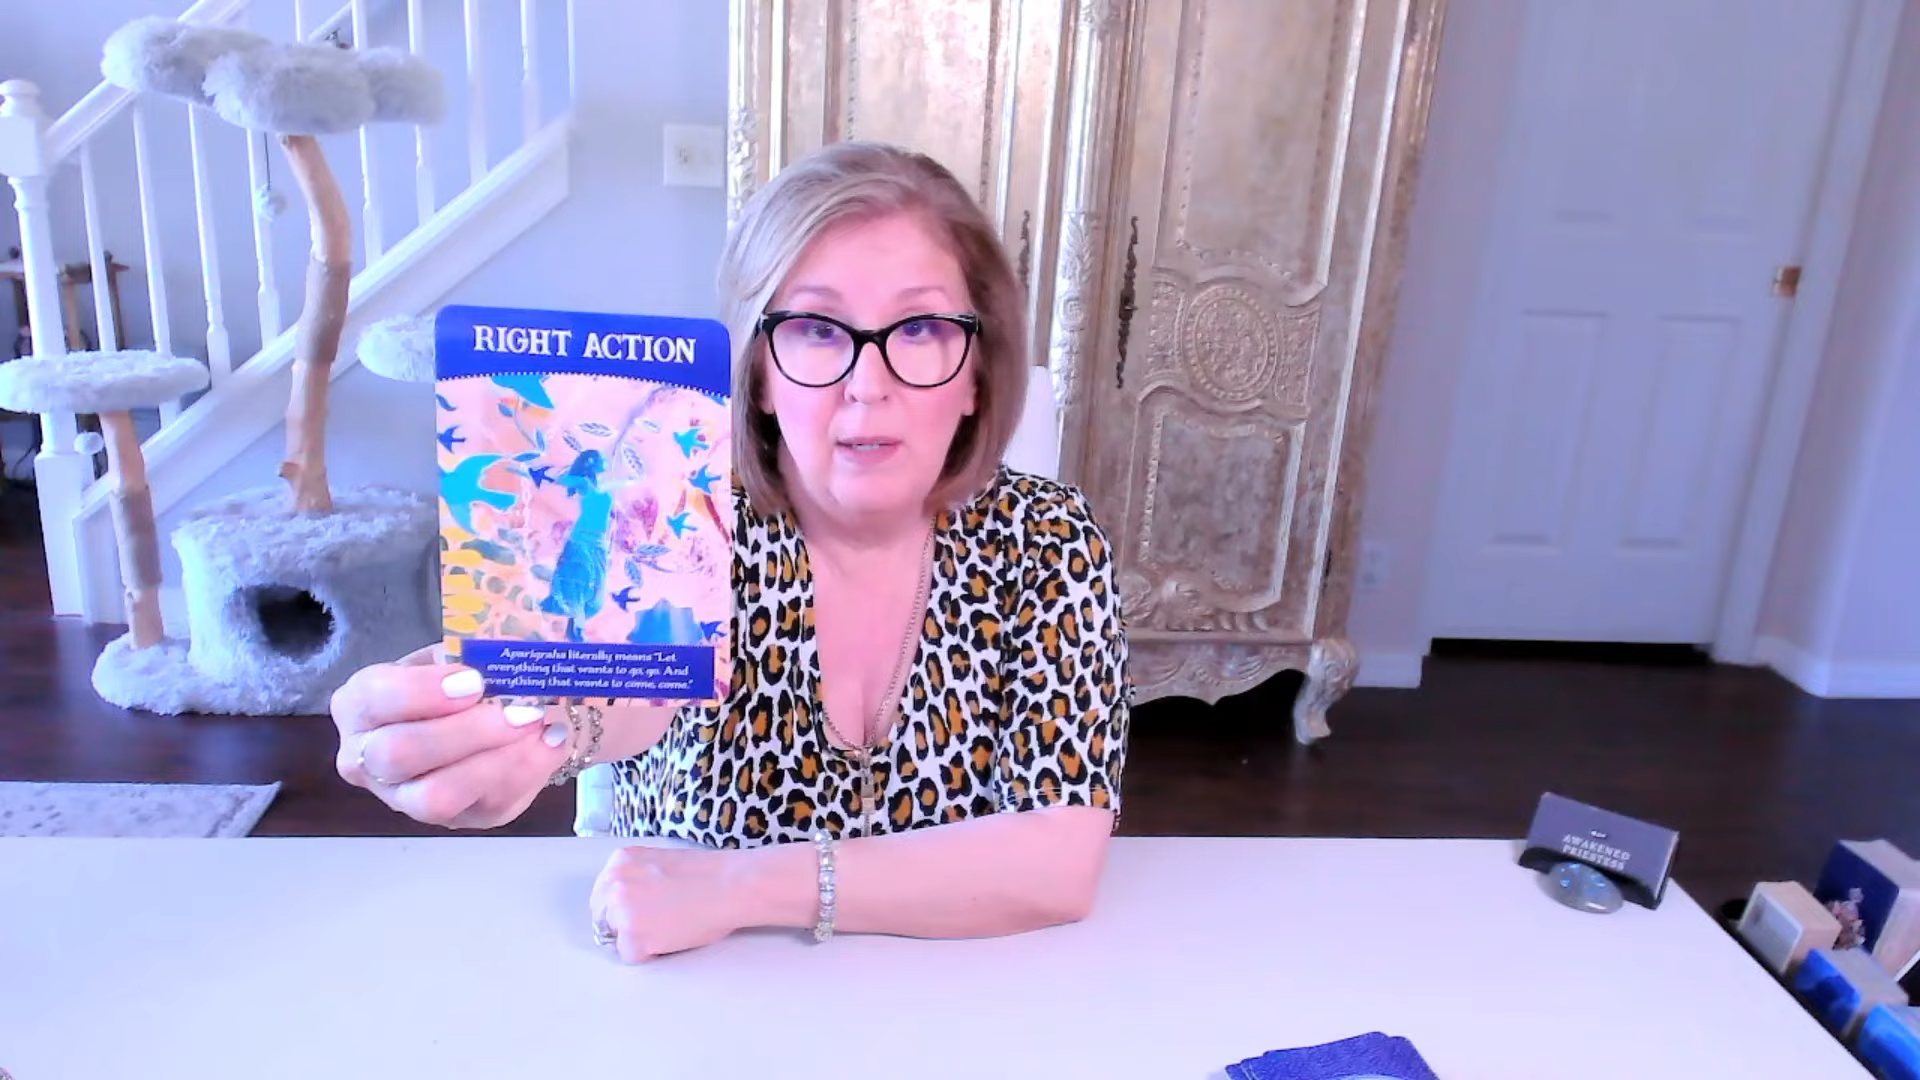 RIGHT ACTION
Aparigraha literally means "Let
everything that wants to go, go. And
everything that wants to come, come."
AWAKENED
PRIESTESS